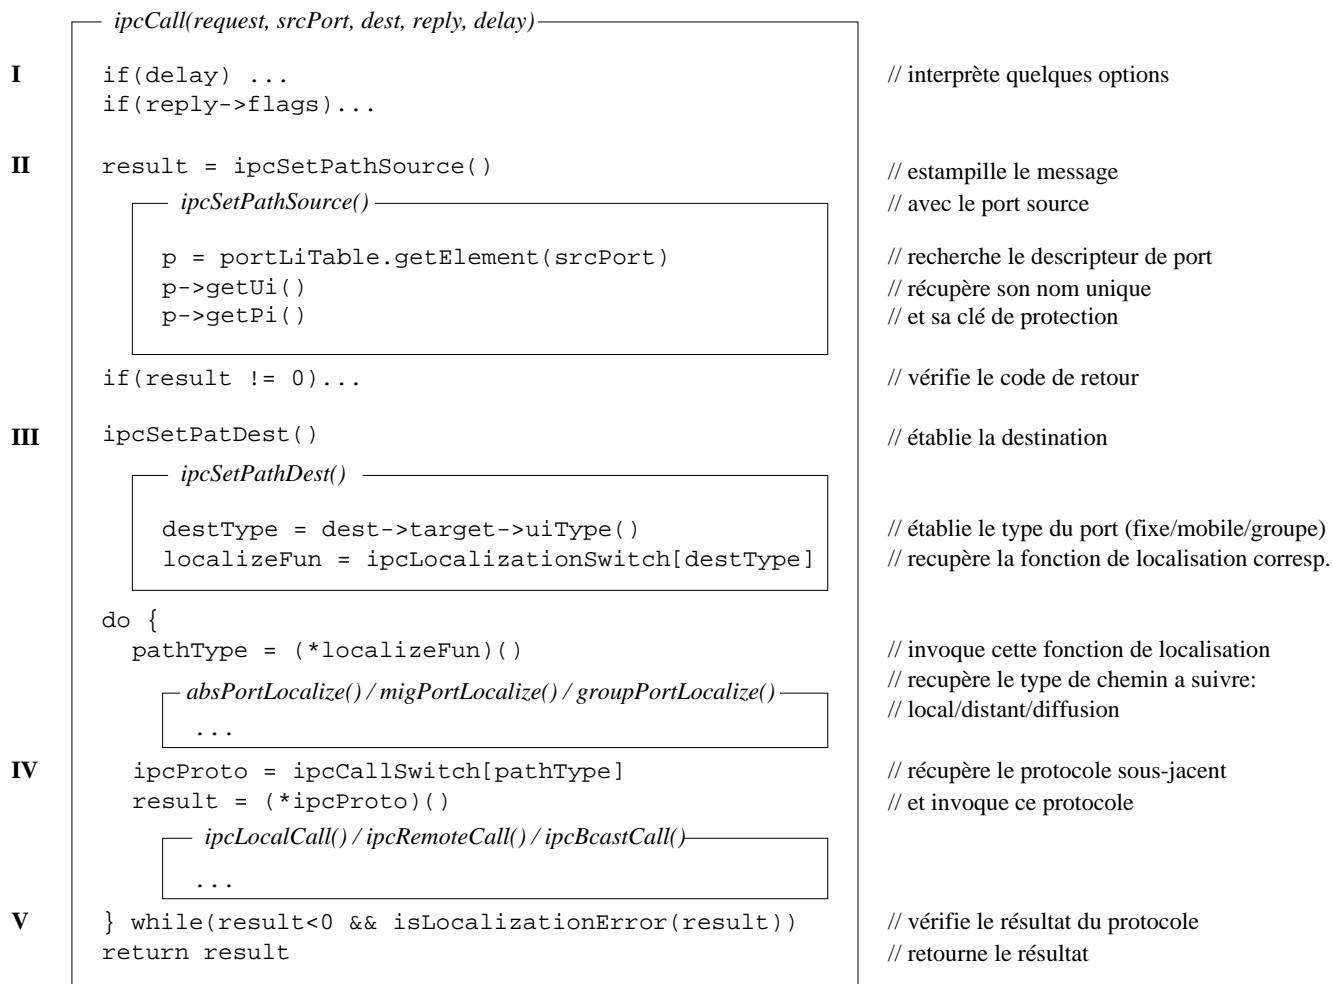 ipcCall(request, srcPort, dest, reply, delay)
I if(delay) ... // interprète quelques options
if(reply->flags)...
II result = ipcSetPathSource() // estampille le message
ipcSetPathSource() // avec le port source
p = portLiTable.getElement(srcPort) // recherche le descripteur de port
p->getUi() // récupère son nom unique
p->getPi() // et sa clé de protection
if(result != 0)... // vérifie le code de retour
III ipcSetPatDest() // établie la destination
ipcSetPathDest()
destType = dest->target->uiType() // établie le type du port (fixe/mobile/groupe)
localizeFun = ipcLocalizationSwitch[destType] // recupère la fonction de localisation corresp.
do {
pathType = (*localizeFun)() // invoque cette fonction de localisation
absPortLocalize() / migPortLocalize() / groupPortLocalize() // recupère le type de chemin a suivre:
... // local/distant/diffusion
IV ipcProto = ipcCallSwitch[pathType] // récupère le protocole sous-jacent
result = (*ipcProto)() // et invoque ce protocole
ipcLocalCall() / ipcRemoteCall() / ipcBcastCall()
...
V } while(result<0 && isLocalizationError(result)) // vérifie le résultat du protocole
return result // retourne le résultat